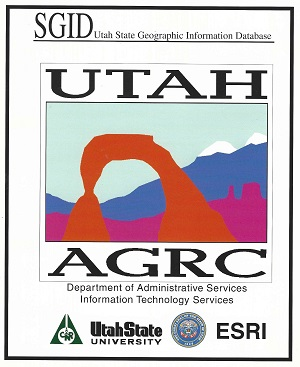 SGID Utah State Geographic Information Database
UTAH
AGRC
Department of Administrative Services
Information Technology Services
UtahState
UNIVERSITY
ESRI